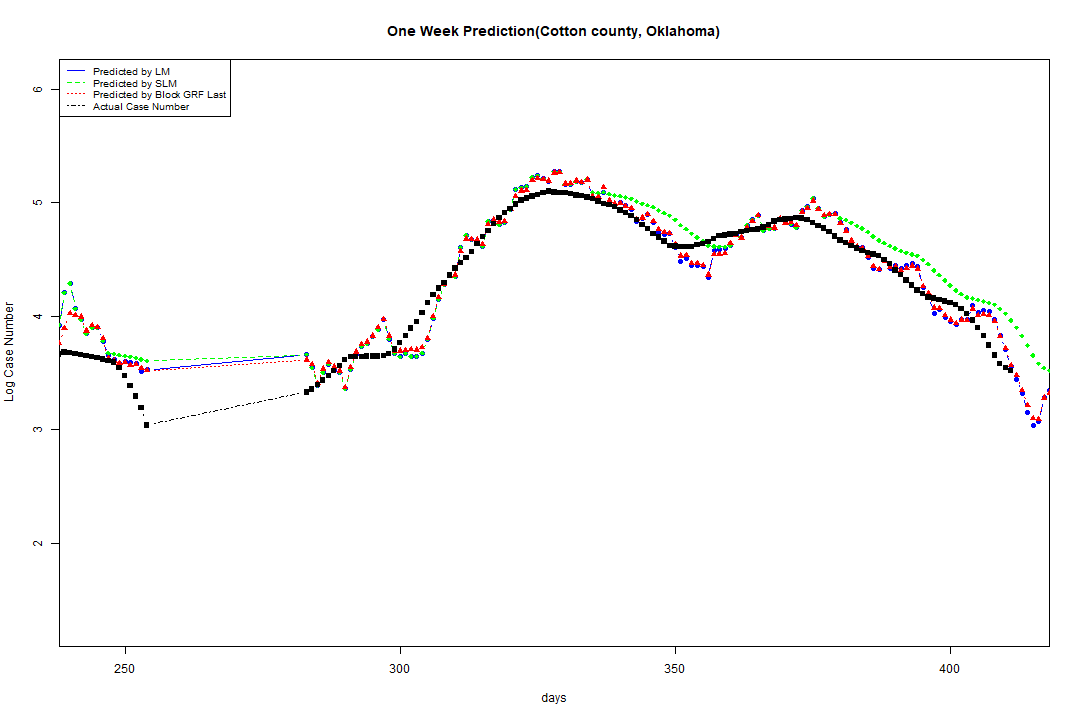 One Week Prediction(Cotton county, Oklahoma)
Predicted by LM
Predicted by SLM
Predicted by Block GRF Last
Actual Case Number
6
5
4
3
2
Log Case Number
250 300 350 400
days